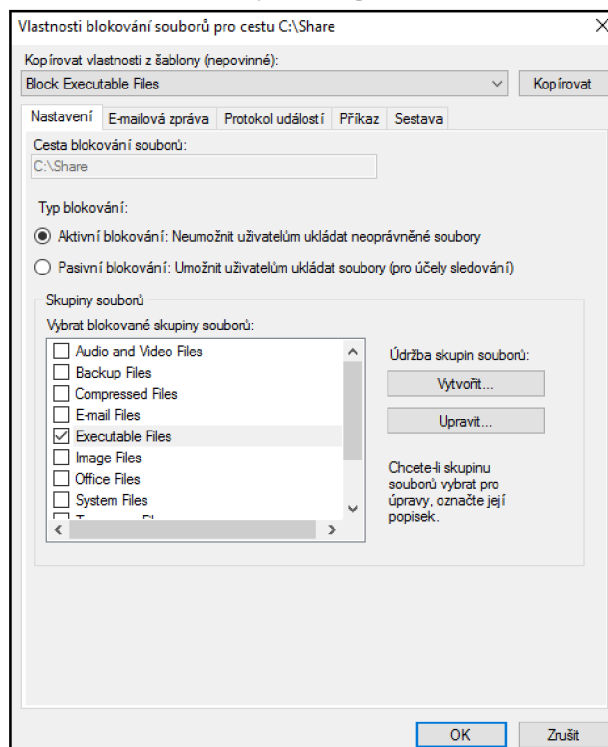 Vlastnosti blokování souborů pro cestu C:\Share
Kopírovat vlastnosti z šablony (nepovinné):
Block Executable Files
Kopírovat
Nastavení E-mailová zpráva Protokol událostí Příkaz Sestava
Cesta blokování souborů:
C:\Share
Typ blokování:
Aktivní blokování: Neumožnit uživatelům ukládat neoprávněné soubory
Pasivní blokování: Umožnit uživatelům ukládat soubory (pro účely sledování)
Skupiny souborů
Vybrat blokované skupiny souborů:
Audio and Video Files
Backup Files
Compressed Files
E-mail Files
Executable Files
Image Files
Office Files
System Files
Údržba skupin souborů:
Vytvořit...
Upravit...
Chcete-li skupinu
souborů vybrat pro
úpravy, označte její
popisek.
OK
Zrušit